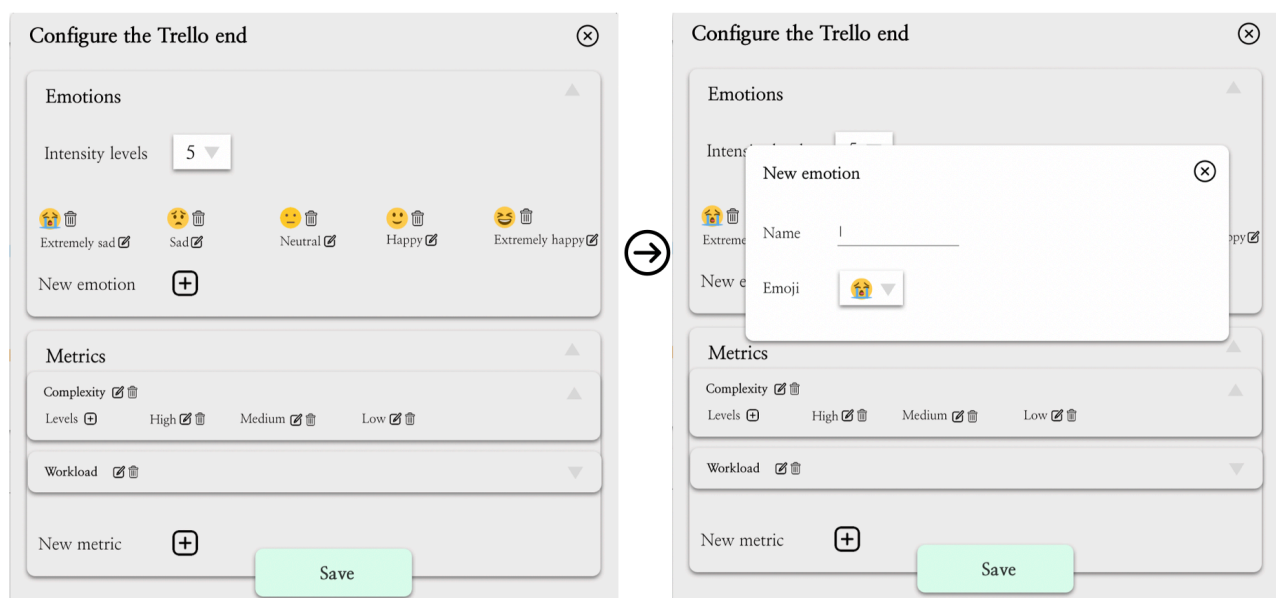 Configure the Trello end
Emotions
Intensity levels 5
Extremely sad Sad Neutral Happy Extremely happy
New emotion
Metrics
Complexity
Levels High Medium Low
Workload
New metric
Save
Configure the Trello end
Emotions
New emotion
Name
Emoji
Metrics
Complexity
Levels High Medium Low
Workload
New metric
Save